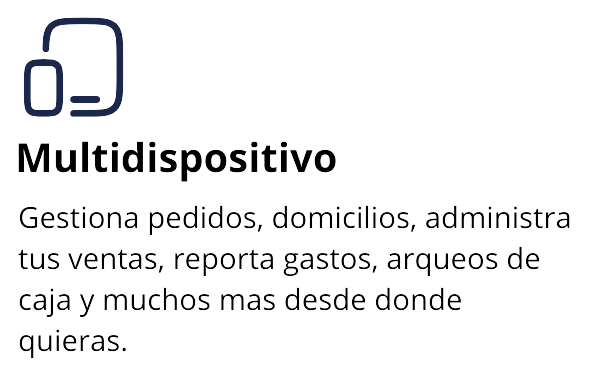 Multidispositivo
Gestiona pedidos, domicilios, administra
tus ventas, reporta gastos, arqueos de
caja y muchos mas desde donde
quieras.